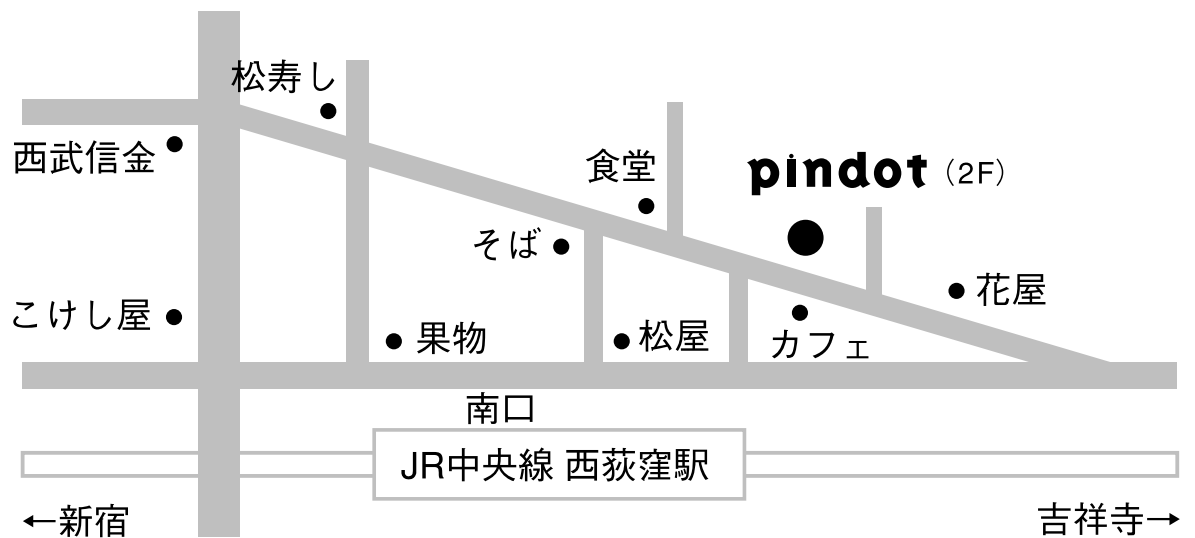 松寿し
西武信金
食堂
pindot（2F）
そば
花屋
こけし屋
果物
松屋
カフェ
南口
JR中央線 西荻窪駅
←新宿
吉祥寺→